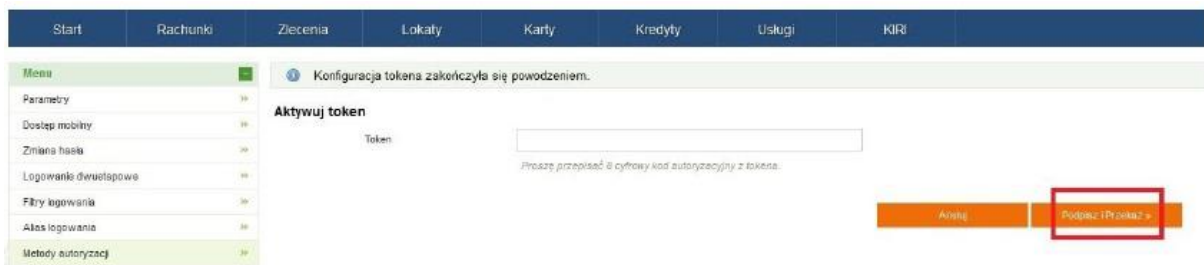 Start Rachunki Zlecenia Lokaty Karty Kredyty Usługi KIRI
Menu
Konfiguracja tokena zakończyła się powodzeniem.
Parametry
Dostęp mobilny
Zmiana hasła
Logowanie dwuetapowe
Filtry logowania
Alias logowania
Metody autoryzacji
Aktywuj token
Token
Proszę przepisać 6 cyfrowy kod autoryzacyjny z tokena.
Anuluj
Podpisz i Przekaż »